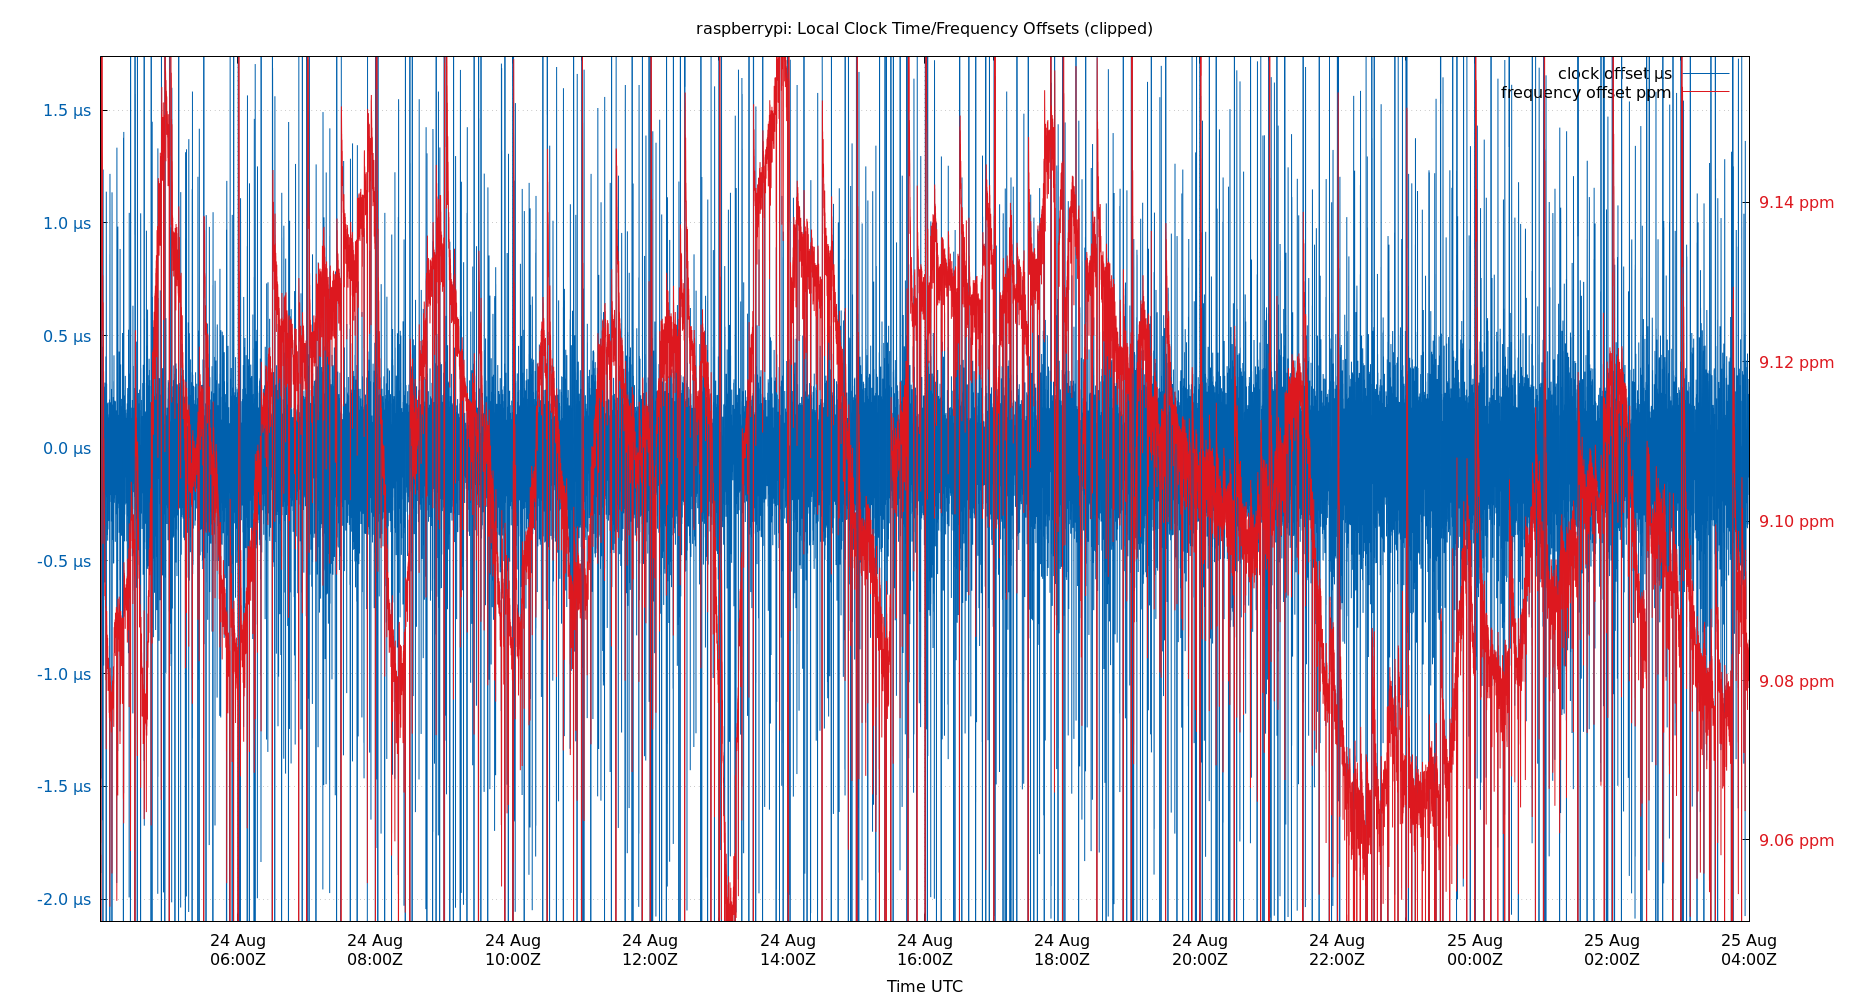 raspberrypi: Local Clock Time/Frequency Offsets (clipped)
clock offset µs
frequency offset ppm
1.5 µs
1.0 µs
0.5 µs
0.0 µs
-0.5 µs
-1.0 µs
-1.5 µs
-2.0 µs
9.14 ppm
9.12 ppm
9.10 ppm
9.08 ppm
9.06 ppm
24 Aug 24 Aug 24 Aug 24 Aug 24 Aug 24 Aug 24 Aug 24 Aug 24 Aug 25 Aug 25 Aug 25 Aug
06:00Z 08:00Z 10:00Z 12:00Z 14:00Z 16:00Z 18:00Z 20:00Z 22:00Z 00:00Z 02:00Z 04:00Z
Time UTC